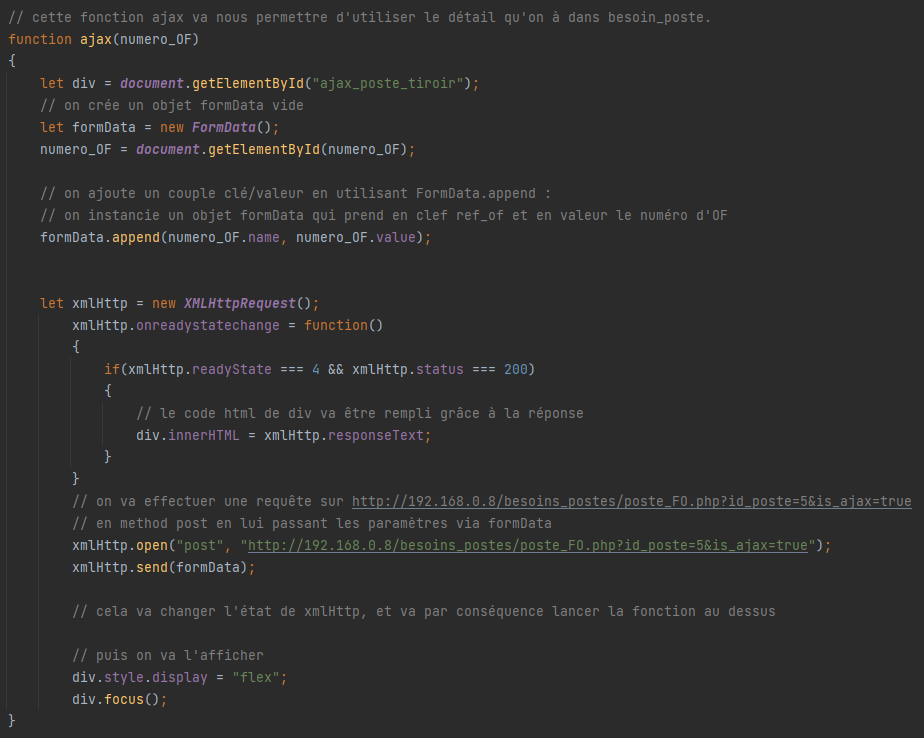 // cette fonction ajax va nous permettre d'utiliser le détail qu'on à dans besoin_poste.
function ajax(numero_OF)
{
let div = document.getElementById("ajax_poste_tiroir");
// on crée un objet formData vide
let formData = new FormData();
numero_OF = document.getElementById(numero_OF);
// on ajoute un couple clé/valeur en utilisant FormData.append :
// on instancie un objet formData qui prend en clef ref_of et en valeur le numéro d'OF
formData.append(numero_OF.name, numero_OF.value);
let xmlHttp = new XMLHttpRequest();
xmlHttp.onreadystatechange = function()
{
if(xmlHttp.readyState === 4 && xmlHttp.status === 200)
{
// le code html de div va être rempli grâce à la réponse
div.innerHTML = xmlHttp.responseText;
}
}
// on va effectuer une requête sur http://192.168.0.8/besoins_postes/poste_FO.php?id_poste=5&is_ajax=true
// en method post en lui passant les paramètres via formData
xmlHttp.open("post", "http://192.168.0.8/besoins_postes/poste_FO.php?id_poste=5&is_ajax=true");
xmlHttp.send(formData);
// cela va changer l'état de xmlHttp, et va par conséquence lancer la fonction au dessus
// puis on va l'afficher
div.style.display = "flex";
div.focus();
}